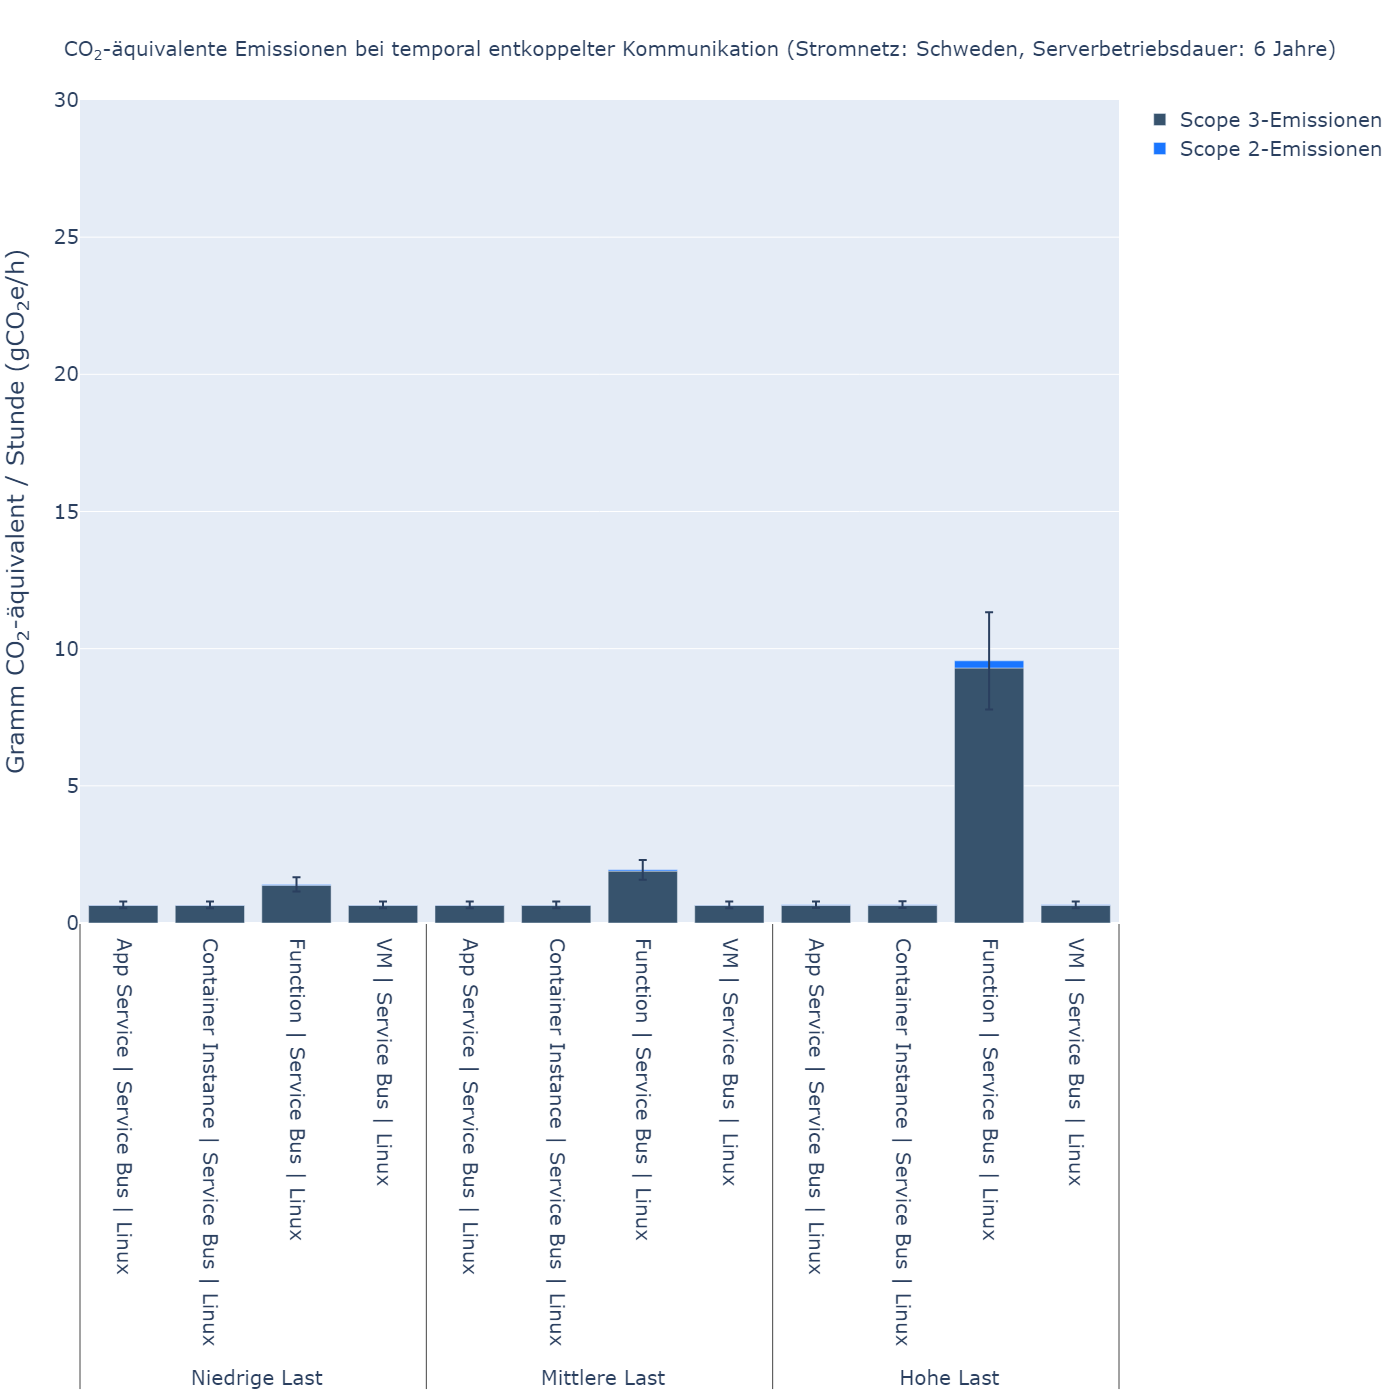 CO₂-äquivalente Emissionen bei temporal entkoppelter Kommunikation (Stromnetz: Schweden, Serverbetriebsdauer: 6 Jahre)
Scope 3-Emissionen
Scope 2-Emissionen
Gramm CO₂-äquivalent / Stunde (gCO₂e/h)
30
25
20
15
10
5
0
App Service | Service Bus | Linux
Container Instance | Service Bus | Linux
Function | Service Bus | Linux
VM | Service Bus | Linux
App Service | Service Bus | Linux
Container Instance | Service Bus | Linux
Function | Service Bus | Linux
VM | Service Bus | Linux
App Service | Service Bus | Linux
Container Instance | Service Bus | Linux
Function | Service Bus | Linux
VM | Service Bus | Linux
Niedrige Last
Mittlere Last
Hohe Last